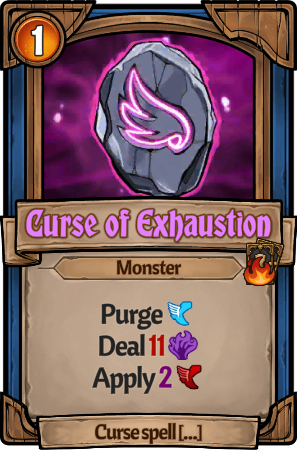 1
Curse of Exhaustion
Monster
Purge
Deal 11
Apply 2
Curse spell [...]